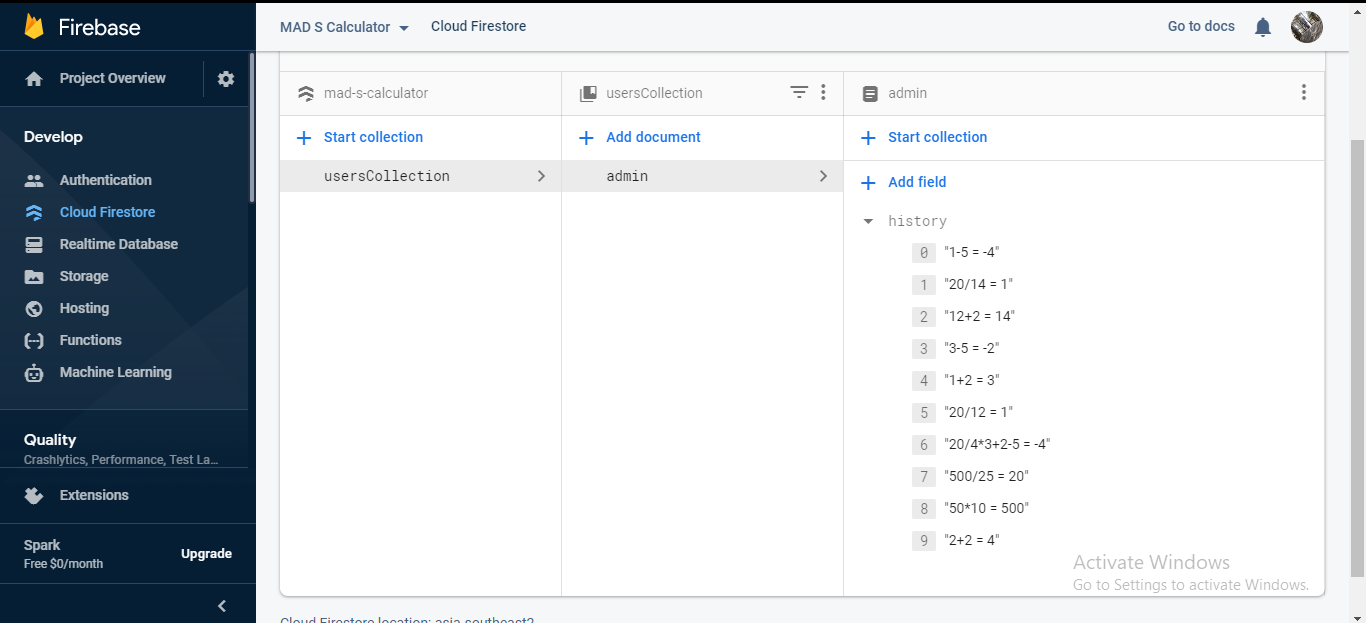 Firebase
Project Overview
Develop
Authentication
Cloud Firestore
Realtime Database
Storage
Hosting
Functions
Machine Learning
Quality
Crashlytics, Performance, Test La...
Extensions
Spark
Free $0/month
Upgrade
MAD S Calculator
Cloud Firestore
Go to docs
mad-s-calculator
Start collection
usersCollection
usersCollection
Add document
admin
admin
Start collection
Add field
history
0 "1-5 = -4"
1 "20/14 = 1"
2 "12+2 = 14"
3 "3-5 = -2"
4 "1+2 = 3"
5 "20/12 = 1"
6 "20/4*3+2-5 = -4"
7 "500/25 = 20"
8 "50*10 = 500"
9 "2+2 = 4"
Activate Windows
Go to Settings to activate Windows.
Cloud Firestore location: asia-southeast2